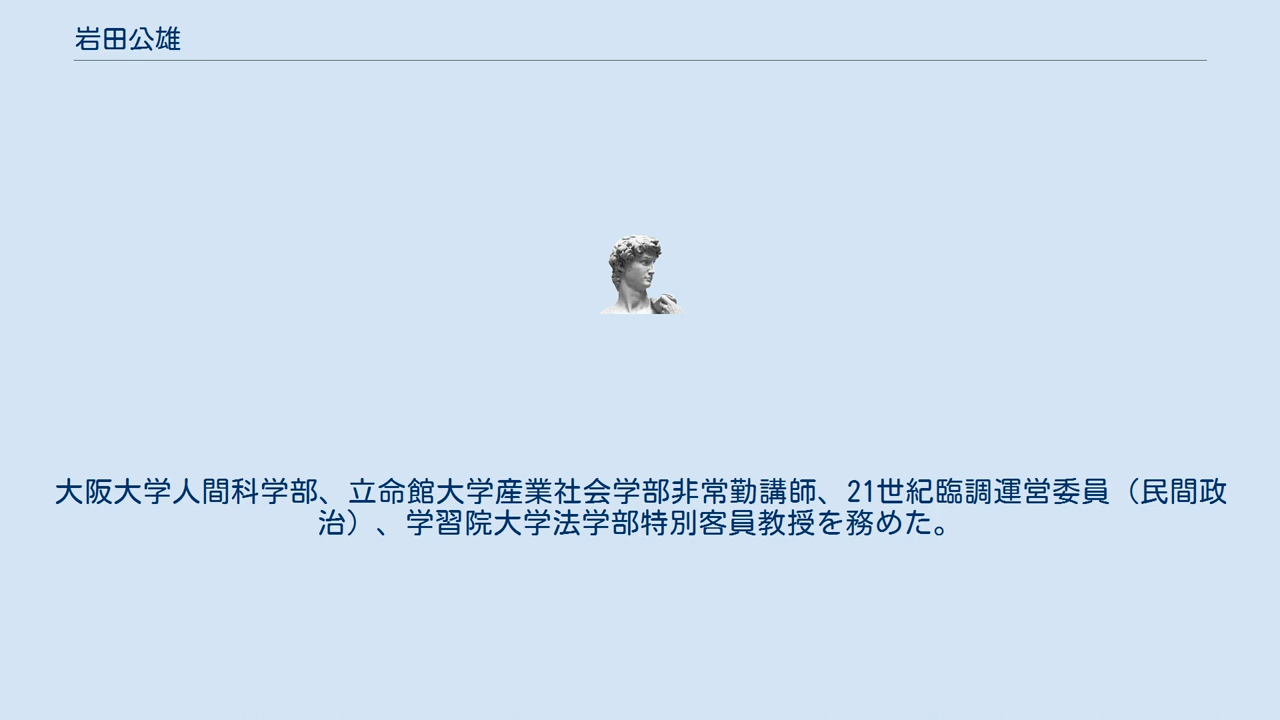 岩田公雄
大阪大学人間科学部、立命館大学産業社会学部非常勤講師、21世紀臨調運営委員（民間政
治）、学習院大学法学部特別客員教授を務めた。